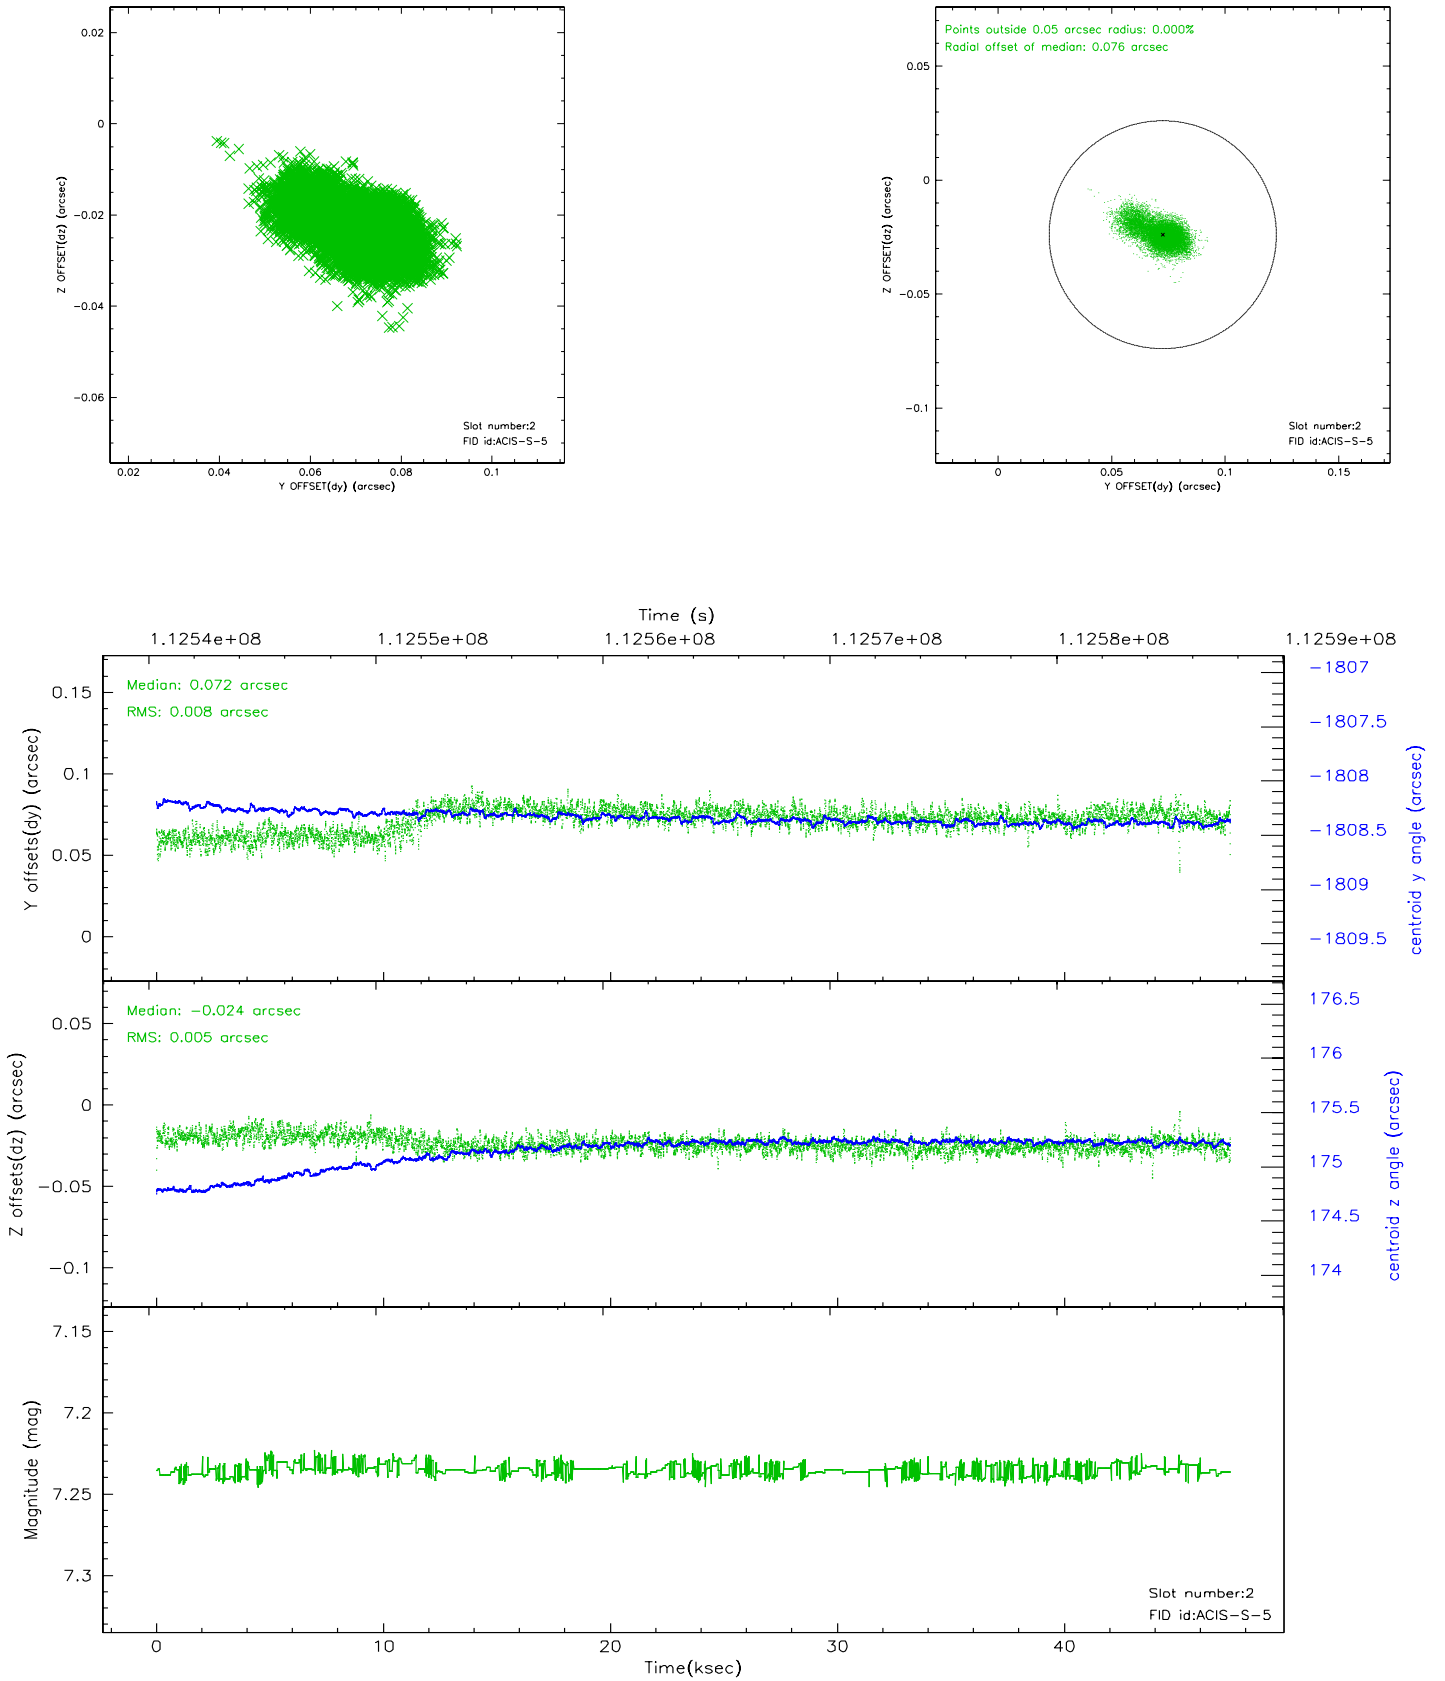 0.02
0
-0.02
-0.04
-0.06
Z OFFSET(dz) (arcsec)
0.02 0.04 0.06 0.08 0.1
Y OFFSET(dy) (arcsec)
Slot number:2
FID id:ACIS-S-5
Points outside 0.05 arcsec radius: 0.000%
Radial offset of median: 0.076 arcsec
0.05
0
-0.05
-0.1
Z OFFSET(dz) (arcsec)
0 0.05 0.1 0.15
Y OFFSET(dy) (arcsec)
Slot number:2
FID id:ACIS-S-5
Time (s)
1.1254e+08 1.1255e+08 1.1256e+08 1.1257e+08 1.1258e+08 1.1259e+08
Median: 0.072 arcsec
RMS: 0.008 arcsec
0.15
0.1
0.05
0
Y offsets(dy) (arcsec)
-1807
-1807.5
-1808
-1808.5
-1809
-1809.5
centroid y angle (arcsec)
Median: -0.024 arcsec
RMS: 0.005 arcsec
0.05
0
-0.05
-0.1
Z offsets(dz) (arcsec)
176.5
176
175.5
175
174.5
174
centroid z angle (arcsec)
7.15
7.2
7.25
7.3
Magnitude (mag)
Slot number:2
FID id:ACIS-S-5
0 10 20 30 40
Time(ksec)